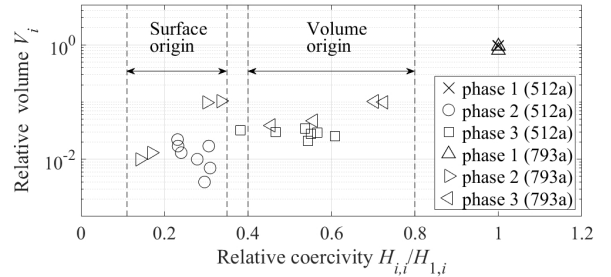 Surface
origin
Volume
origin
10^0
10^-2
Relative volume V_i
phase 1 (512a)
phase 2 (512a)
phase 3 (512a)
phase 1 (793a)
phase 2 (793a)
phase 3 (793a)
0 0.2 0.4 0.6 0.8 1 1.2
Relative coercivity H_i,i/H_1,i